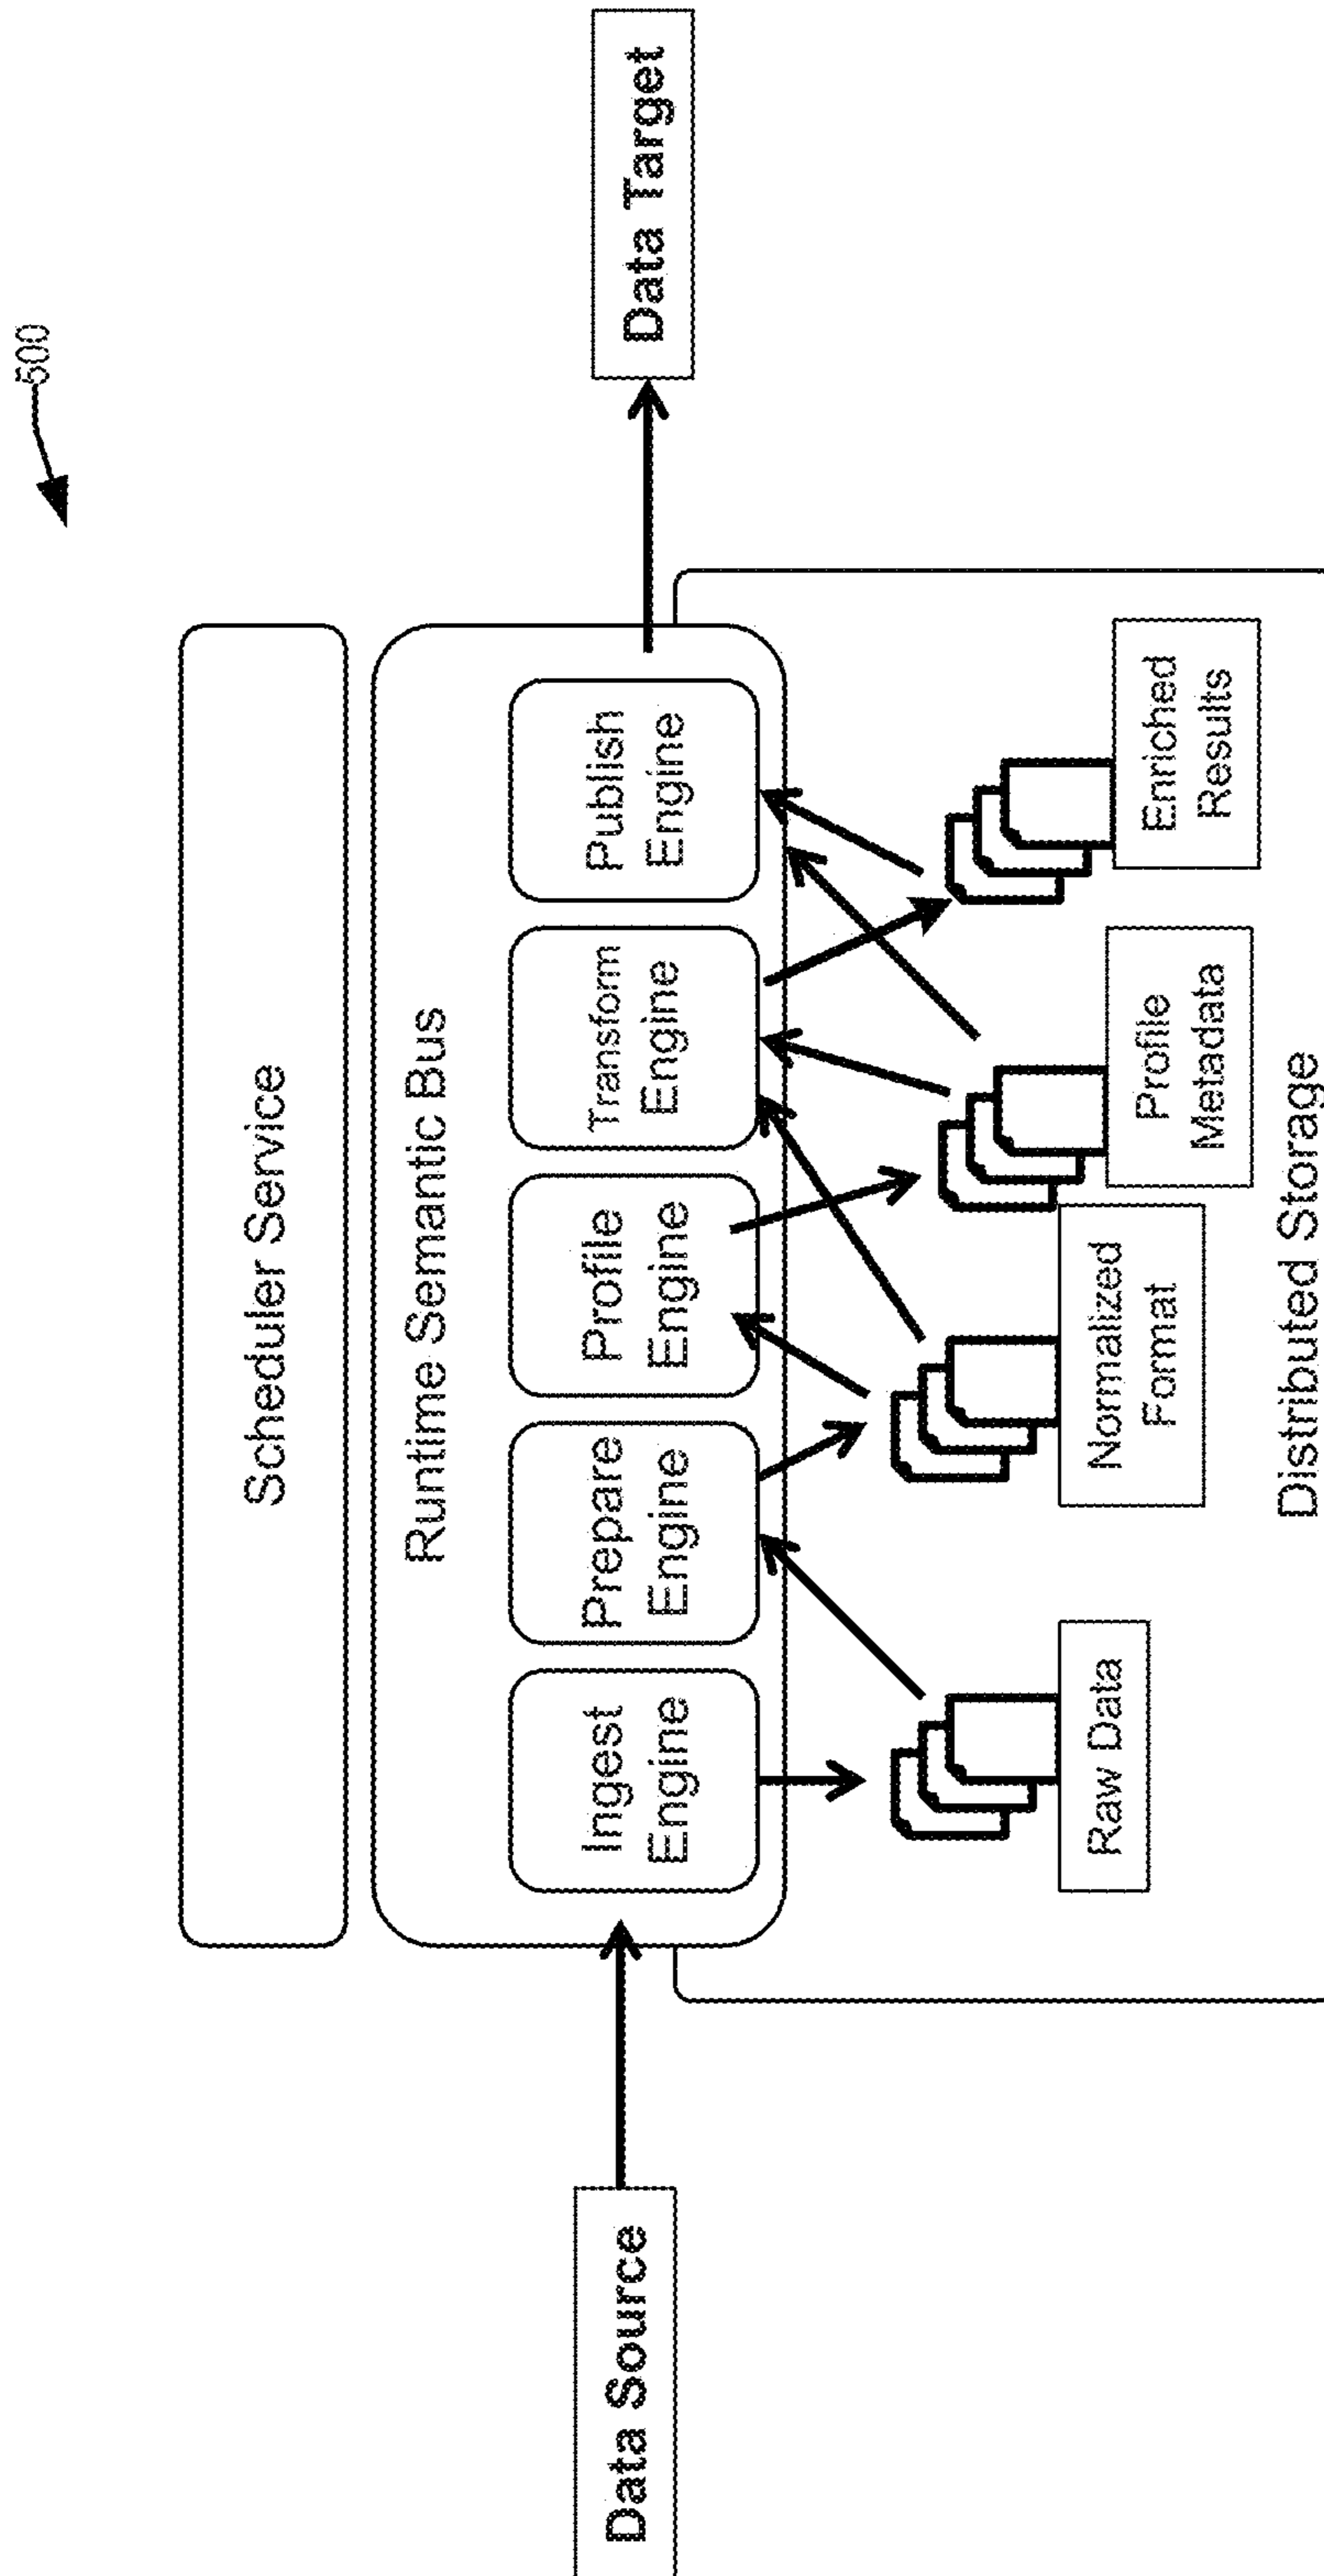 500
Scheduler Service
Runtime Semantic Bus
Data Source
Ingest
Engine
Prepare
Engine
Profile
Engine
Transform
Engine
Publish
Engine
Data Target
Raw Data
Normalized
Format
Profile
Metadata
Enriched
Results
Distributed Storage